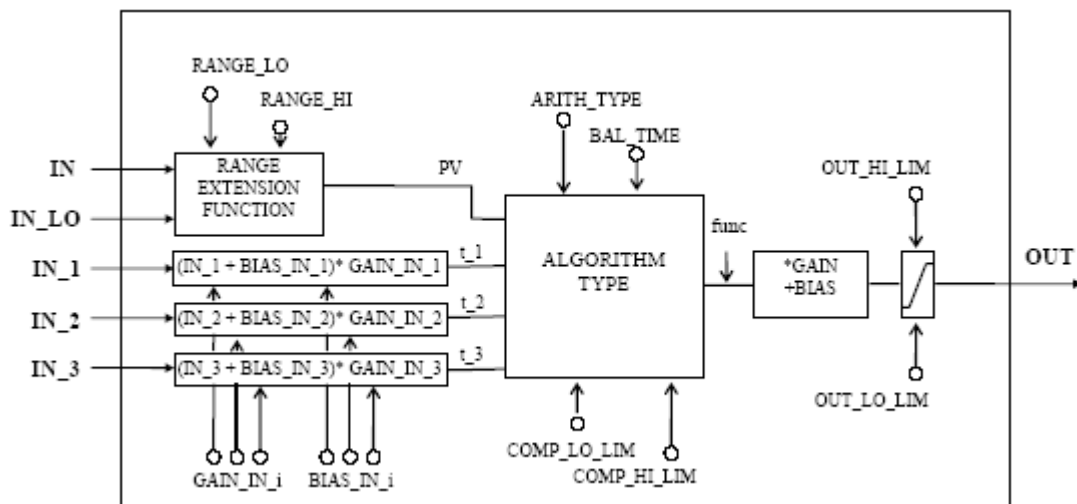 RANGE_LO
RANGE_HI
ARITH_TYPE
BAL_TIME
IN
RANGE
EXTENSION
FUNCTION
PV
OUT_HI_LIM
IN_LO
func
IN_1
(IN_1 + BIAS_IN_1)* GAIN_IN_1
t_1
ALGORITHM
TYPE
*GAIN
+BIAS
OUT
IN_2
(IN_2 + BIAS_IN_2)* GAIN_IN_2
t_2
IN_3
(IN_3 + BIAS_IN_3)* GAIN_IN_3
t_3
OUT_LO_LIM
COMP_LO_LIM
COMP_HI_LIM
GAIN_IN_i
BIAS_IN_i